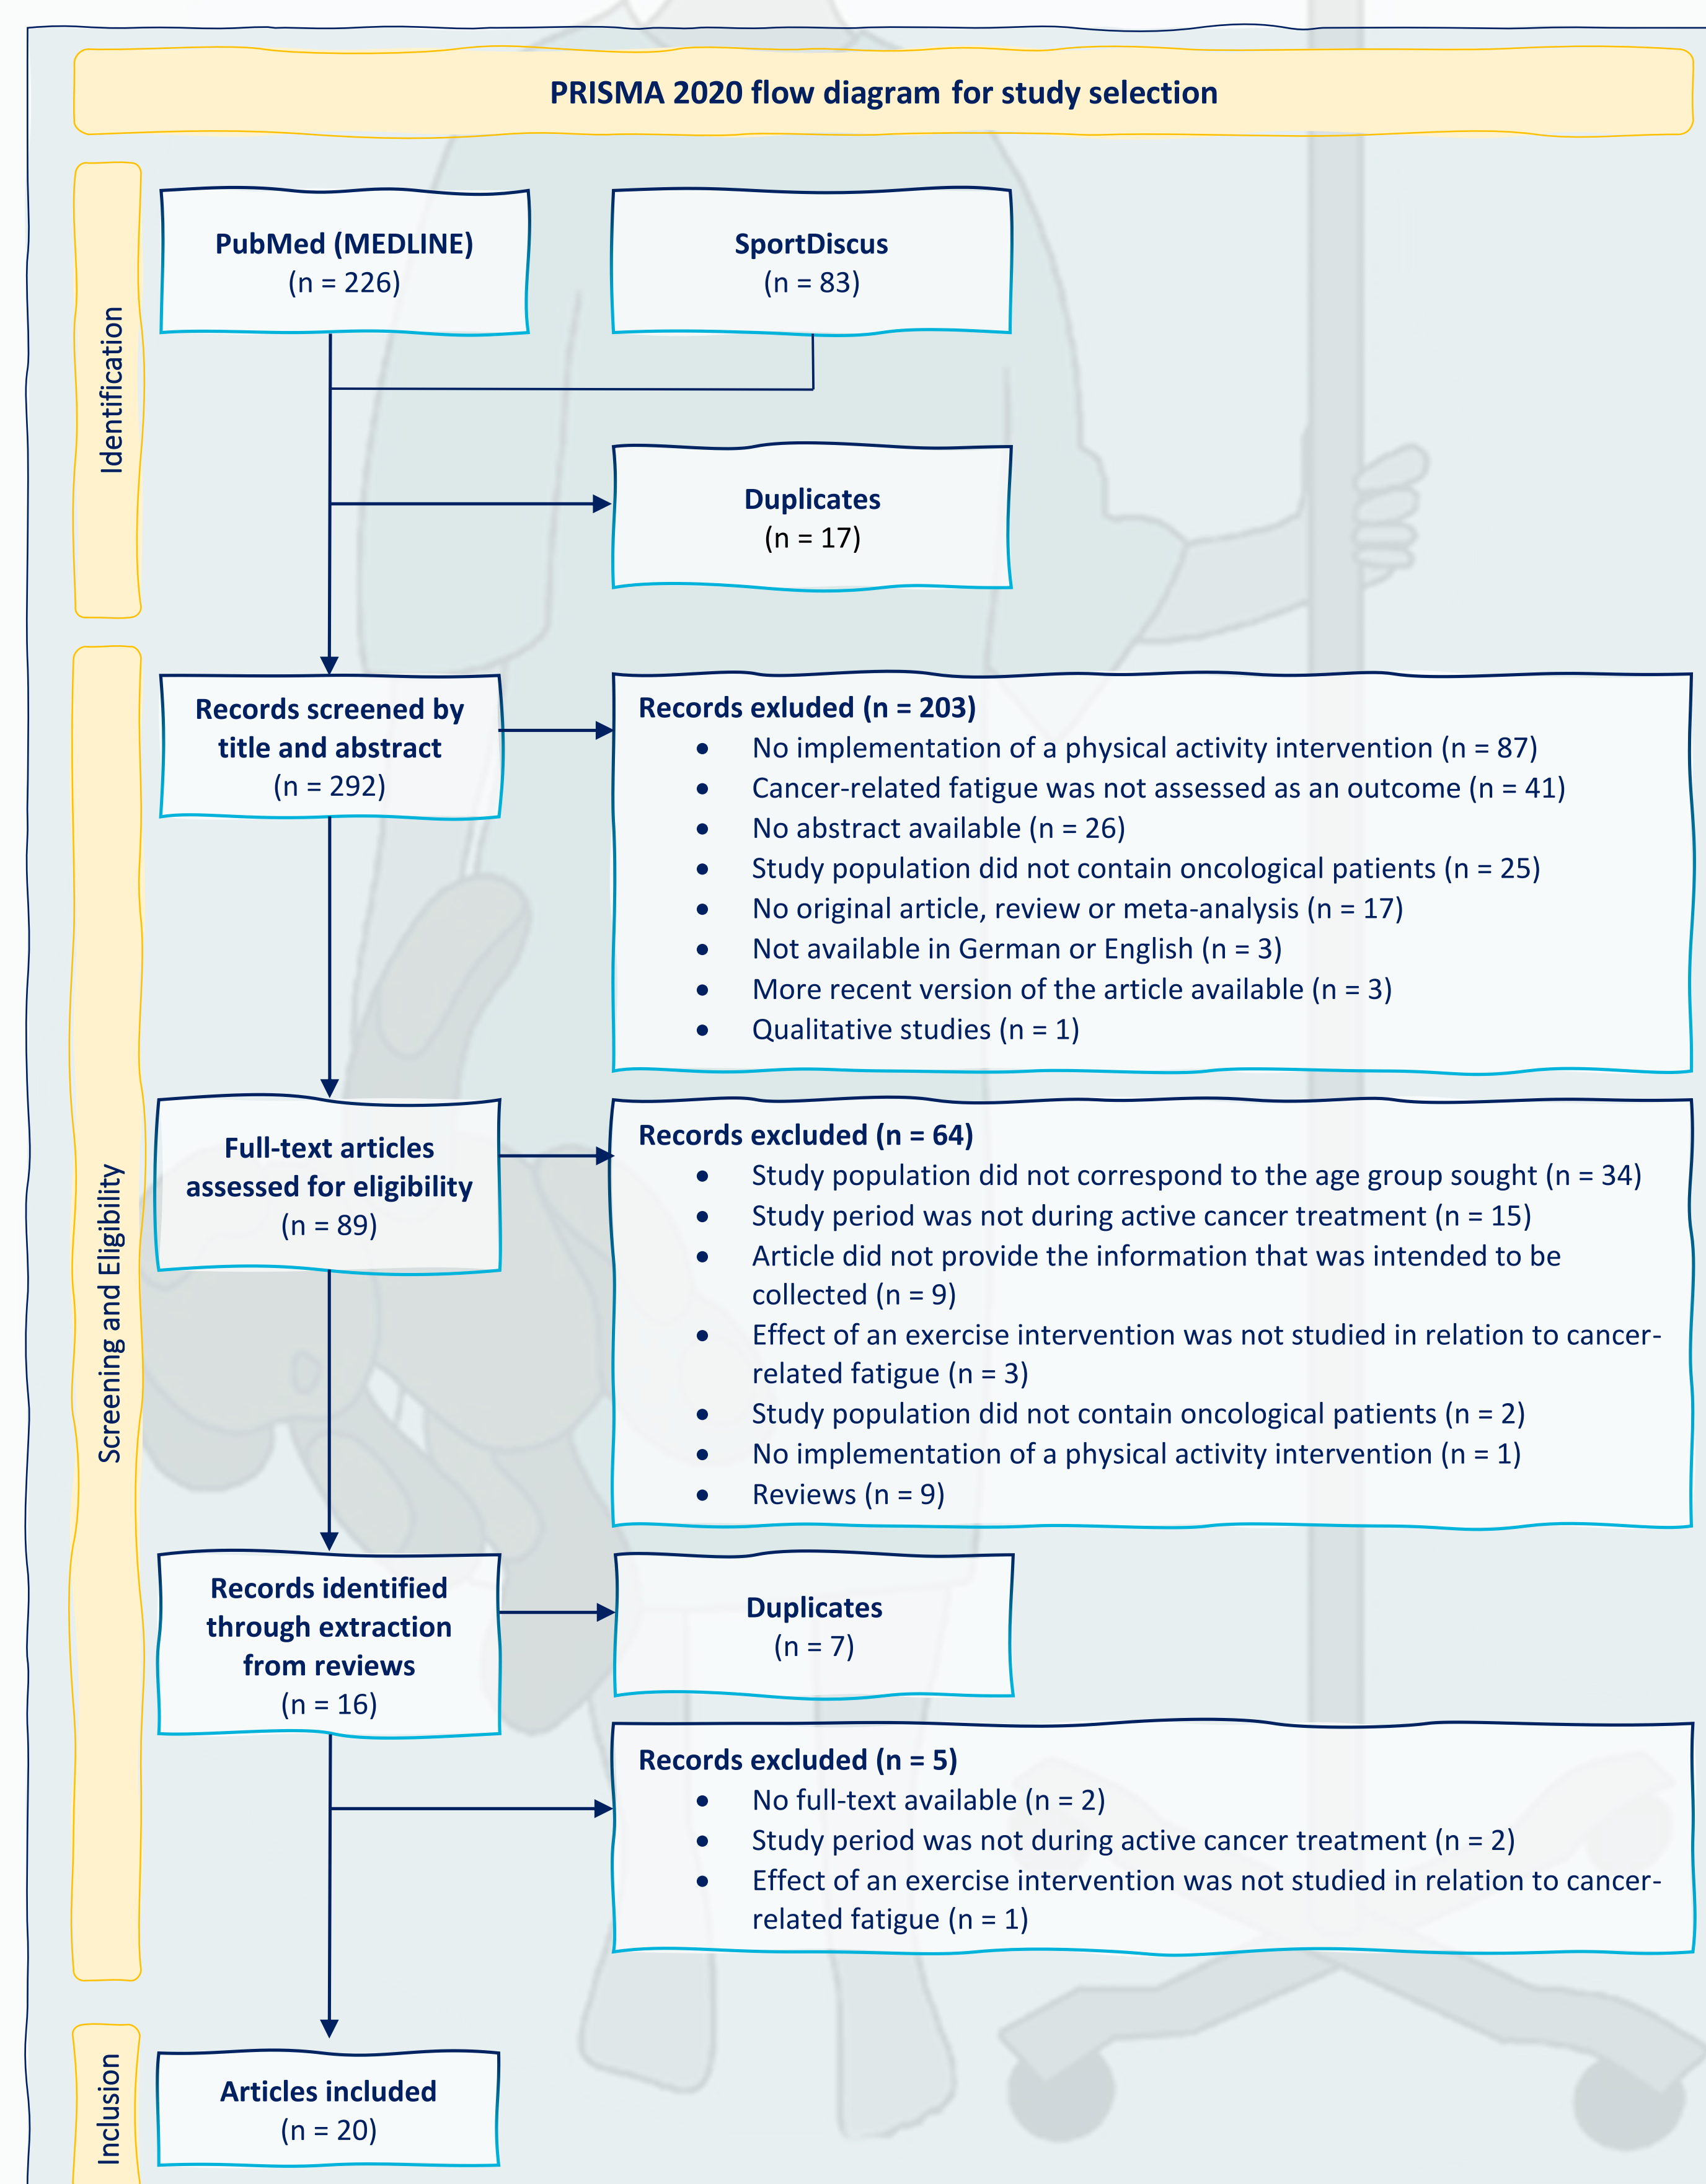 PRISMA 2020 flow diagram for study selection
Identification
PubMed (MEDLINE)
(n = 226)
SportDiscus
(n = 83)
Duplicates
(n = 17)
Screening and Eligibility
Records screened by
title and abstract
(n = 292)
Records exluded (n = 203)
• No implementation of a physical activity intervention (n = 87)
• Cancer-related fatigue was not assessed as an outcome (n = 41)
• No abstract available (n = 26)
• Study population did not contain oncological patients (n = 25)
• No original article, review or meta-analysis (n = 17)
• Not available in German or English (n = 3)
• More recent version of the article available (n = 3)
• Qualitative studies (n = 1)
Full-text articles
assessed for eligibility
(n = 89)
Records excluded (n = 64)
• Study population did not correspond to the age group sought (n = 34)
• Study period was not during active cancer treatment (n = 15)
• Article did not provide the information that was intended to be
collected (n = 9)
• Effect of an exercise intervention was not studied in relation to cancer-
related fatigue (n = 3)
• Study population did not contain oncological patients (n = 2)
• No implementation of a physical activity intervention (n = 1)
• Reviews (n = 9)
Records identified
through extraction
from reviews
(n = 16)
Duplicates
(n = 7)
Records excluded (n = 5)
• No full-text available (n = 2)
• Study period was not during active cancer treatment (n = 2)
• Effect of an exercise intervention was not studied in relation to cancer-
related fatigue (n = 1)
Inclusion
Articles included
(n = 20)